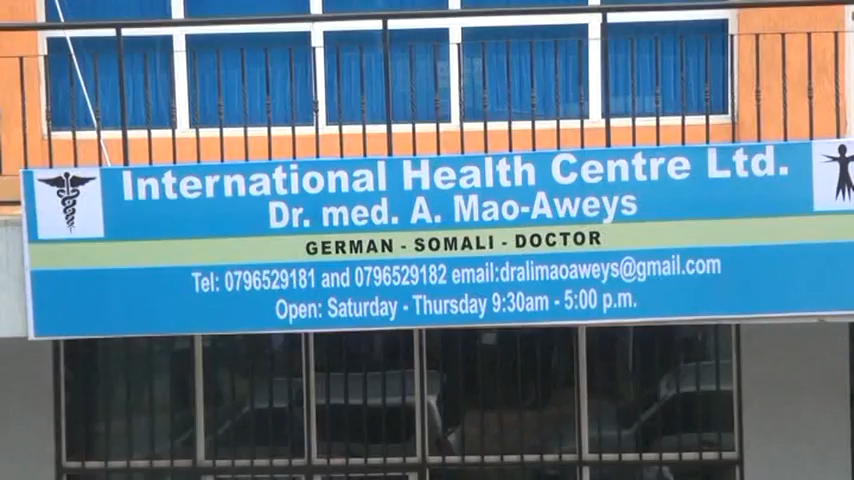 International Health Centre Ltd.
Dr. med. A. Mao-Aweys
GERMAN - SOMALI - DOCTOR
Tel: 0796529181 and 0796529182 email:dralimaoaweys@gmail.com
Open: Saturday - Thursday 9:30am - 5:00 p.m.